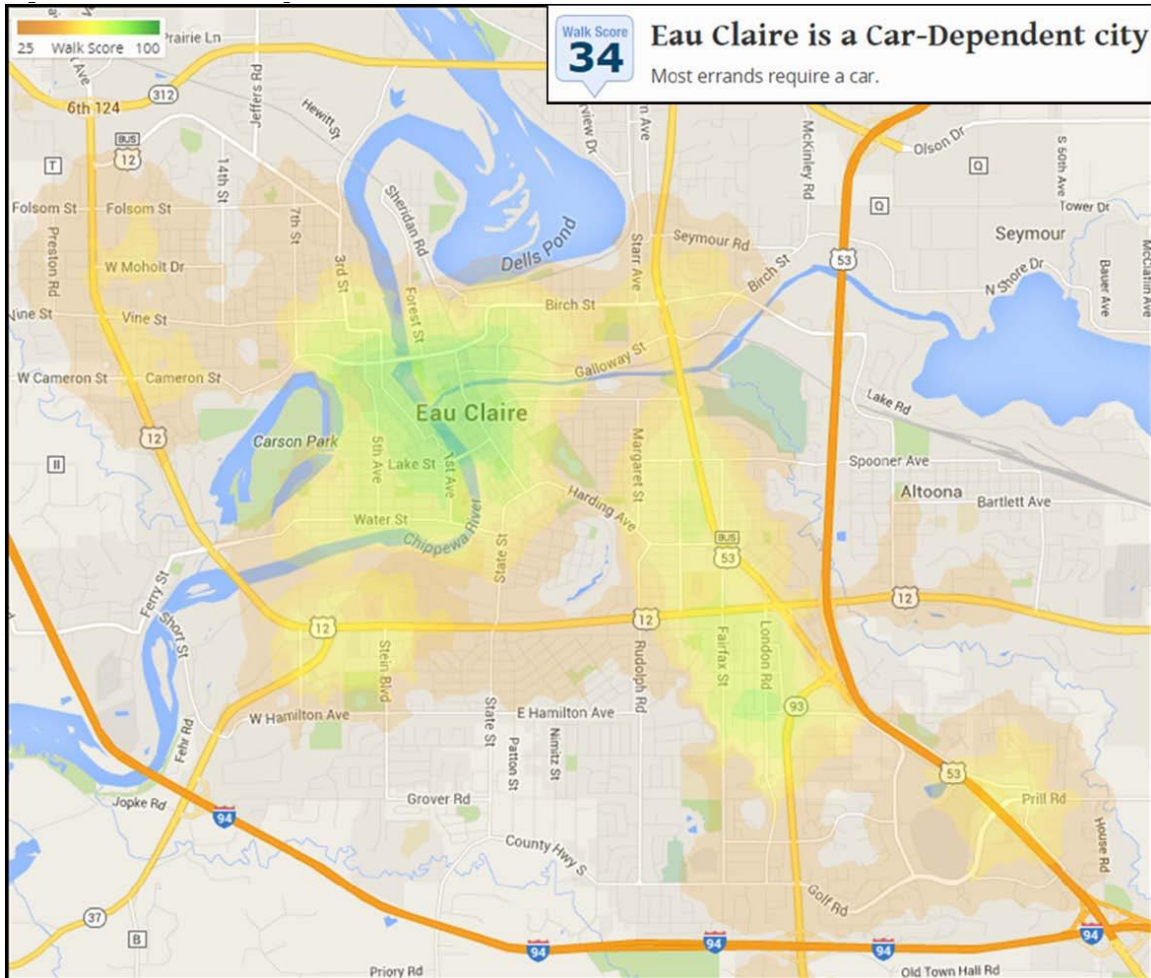 25 Walk Score 100
Walk Score
34
Eau Claire is a Car-Dependent city
Most errands require a car.
Prairie Ln
Jeffers Rd
312
6th 124
Hewitt St
McKinley Rd
Olson Dr
BUS
12
T
14th St
Q
S 60th Ave
Sheridan Rd
Folsom St
Folsom St
7th St
Q
Tower Dr
Preston Rd
Dells Pond
Starr Ave
Seymour Rd
Seymour
W Moholt Dr
3rd St
53
Birch St
N Shore Dr
Bauer Ave
Forest St
Birch St
Vine St
Galloway St
W Cameron St
Cameron St
Lake Rd
Eau Claire
12
Carson Park
5th Ave
Lake St
1st Ave
Margaret St
II
Spooner Ave
Altoona
Bartlett Ave
Harding Ave
Water St
Chippewa River
State St
BUS
53
Ferry St
12
Short St
12
12
Stein Blvd
Rudolph Rd
Fairfax St
London Rd
W Hamilton Ave
E Hamilton Ave
93
State St
Patton St
Nimitz St
Fehr Rd
53
Jopke Rd
Grover Rd
Prill Rd
94
House Rd
County Hwy S
Golf Rd
37
B
94
94
94
94
Priory Rd
Old Town Hall Rd